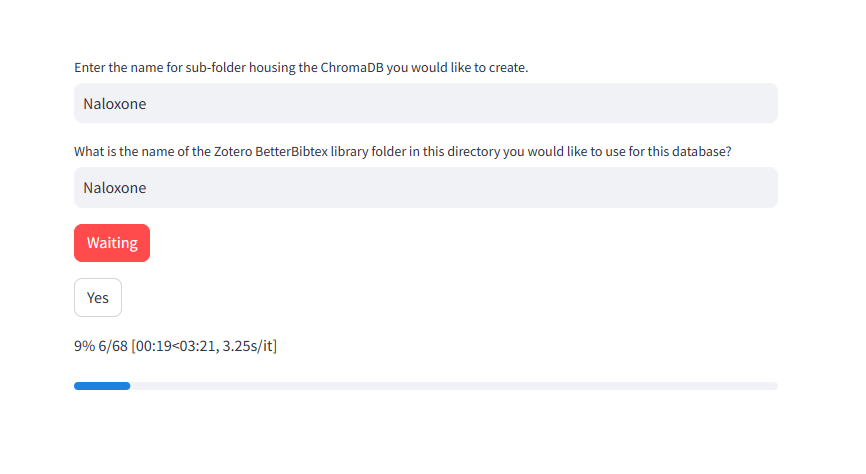 Enter the name for sub-folder housing the ChromaDB you would like to create.
Naloxone
What is the name of the Zotero BetterBibtex library folder in this directory you would like to use for this database?
Naloxone
Waiting
Yes
9% 6/68 [00:19<03:21, 3.25s/it]